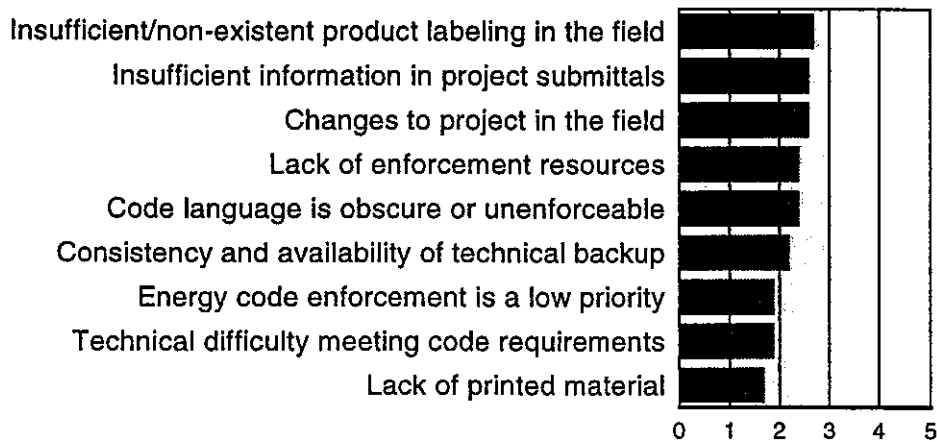 Insufficient/non-existent product labeling in the field
Insufficient information in project submittals
Changes to project in the field
Lack of enforcement resources
Code language is obscure or unenforceable
Consistency and availability of technical backup
Energy code enforcement is a low priority
Technical difficulty meeting code requirements
Lack of printed material
0 1 2 3 4 5